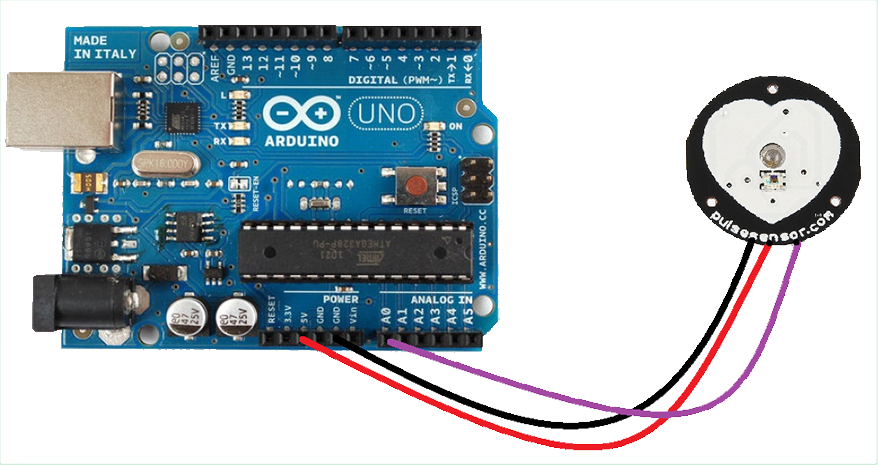 MADE
IN ITALY
AREF
GND
13
12
~11
~10
~9
8
7
~6
~5
4
~3
2
TX→1
RX←0
DIGITAL (PWM~)
L
TX
RX
UNO
ARDUINO
ON
SPK16.000Y
RESET-EN
RESET
ICSP
ATMEGA328P-PU
ATMEL
1021
WWW.ARDUINO.CC
47
25V
47
25V
POWER
ANALOG IN
RESET
3.3V
5V
GND
GND
Vin
A0
A1
A2
A3
A4
A5
pulsesensor.com